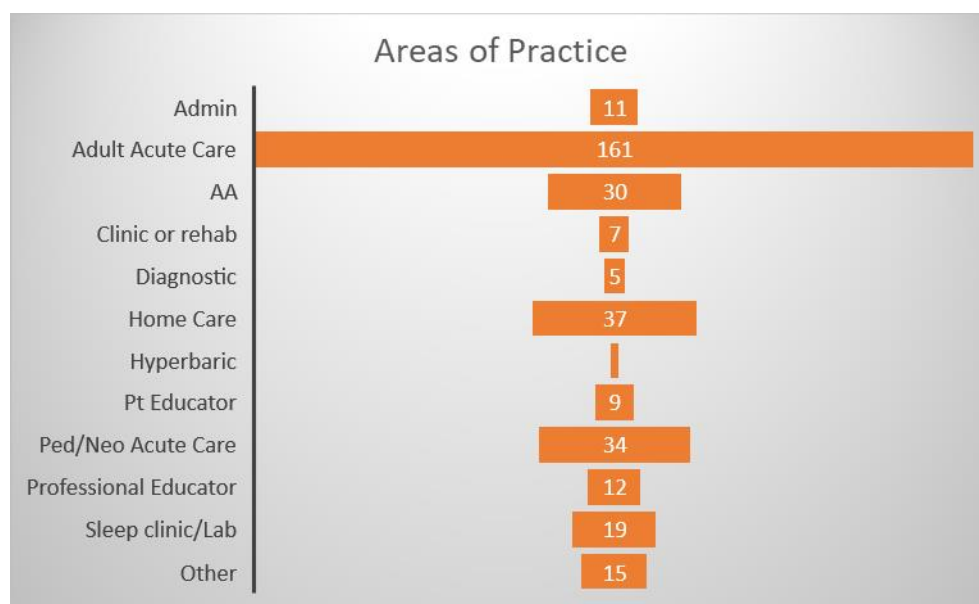 Areas of Practice
Admin 11
Adult Acute Care 161
AA 30
Clinic or rehab 7
Diagnostic 5
Home Care 37
Hyperbaric
Pt Educator 9
Ped/Neo Acute Care 34
Professional Educator 12
Sleep clinic/Lab 19
Other 15